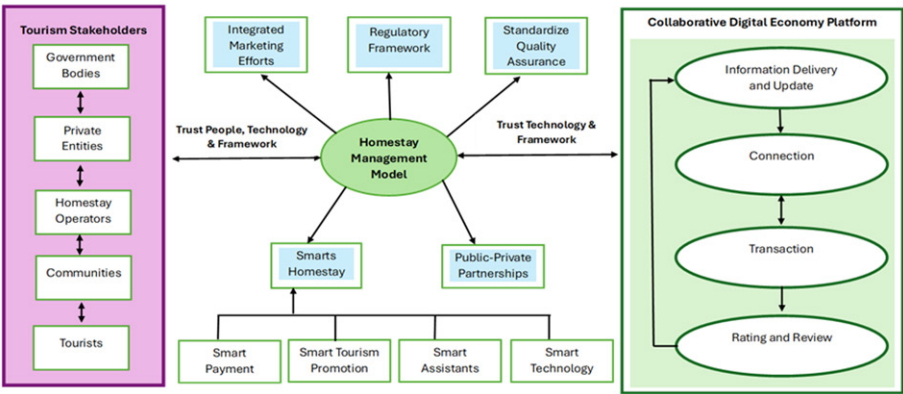 Tourism Stakeholders
Government
Bodies
Private
Entities
Homestay
Operators
Communities
Tourists
Integrated
Marketing
Efforts
Regulatory
Framework
Standardize
Quality
Assurance
Trust People, Technology
& Framework
Homestay
Management
Model
Trust Technology &
Framework
Smarts
Homestay
Public-Private
Partnerships
Smart
Payment
Smart Tourism
Promotion
Smart
Assistants
Smart
Technology
Collaborative Digital Economy Platform
Information Delivery
and Update
Connection
Transaction
Rating and Review